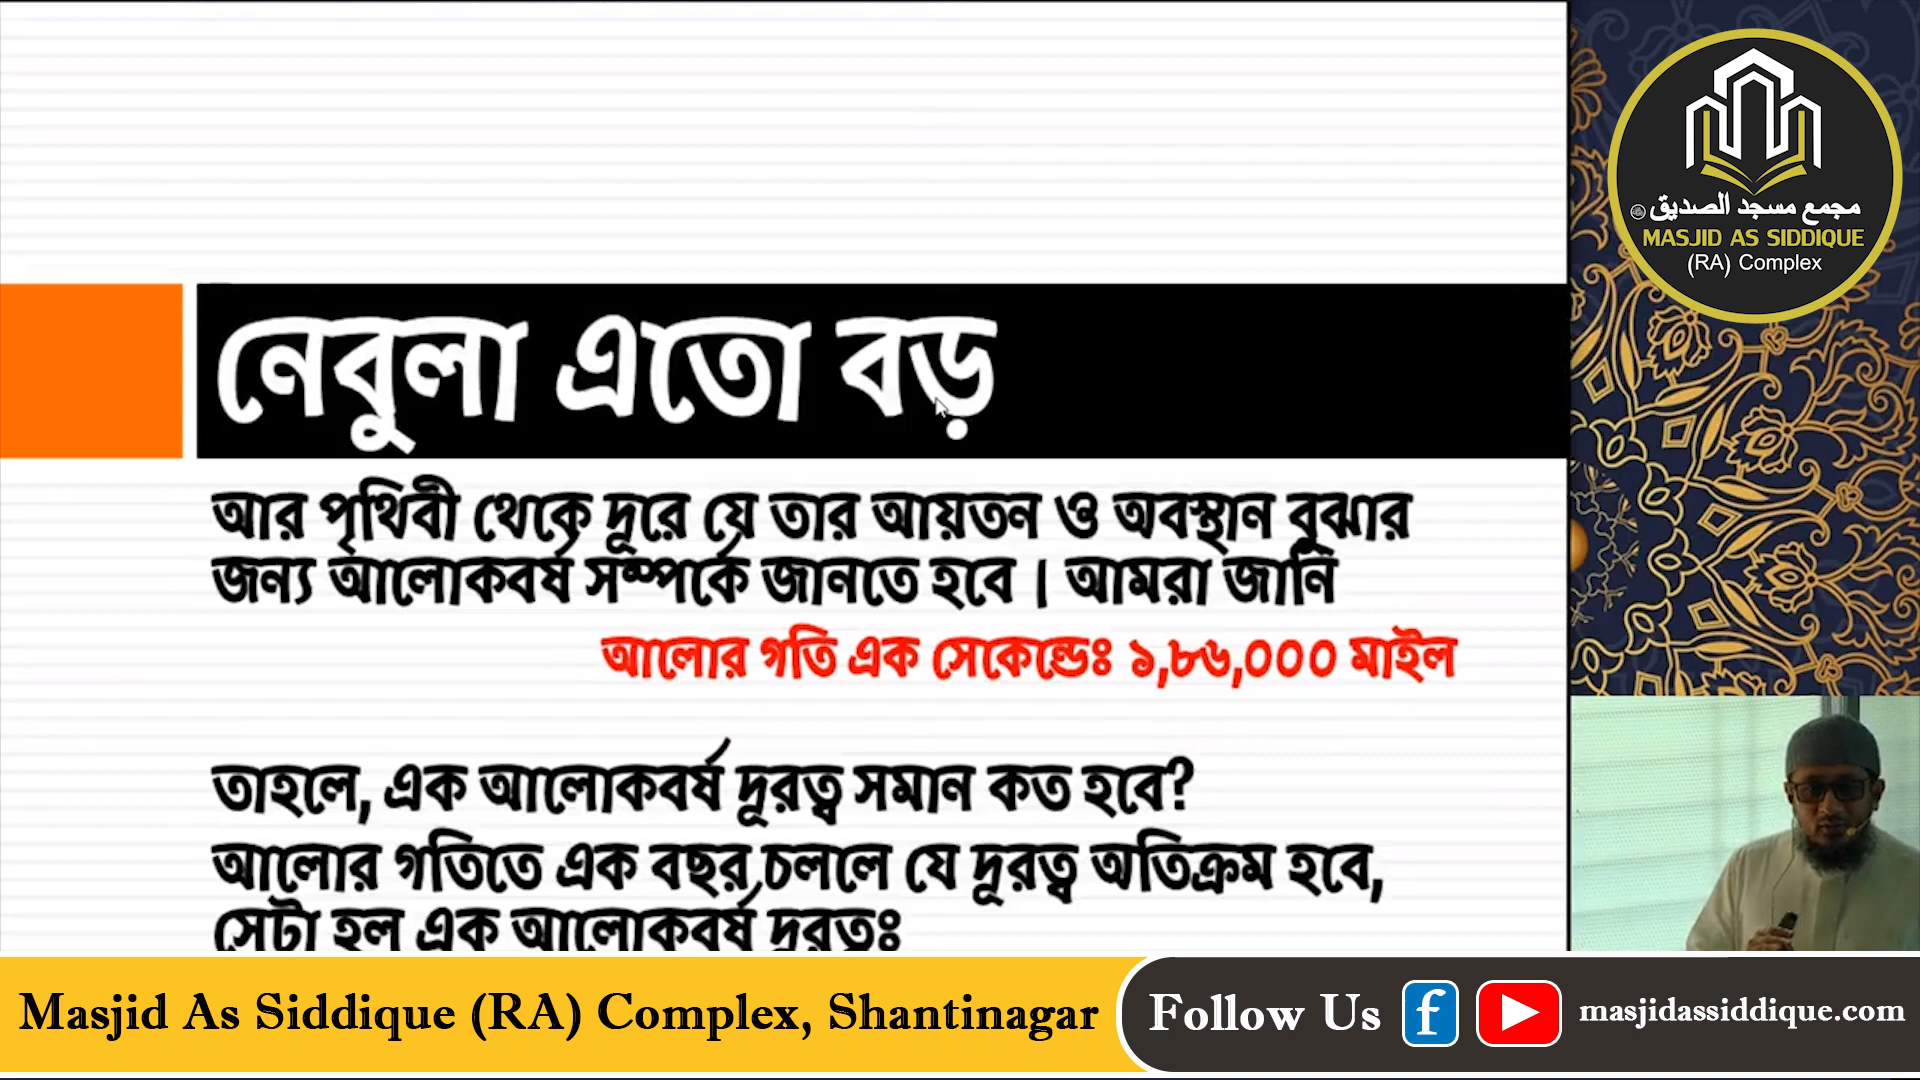 مجمع مسجد الصديق
MASJID AS SIDDIQUE
(RA) Complex
নেবুলা এতো বড়
আর পৃথিবী থেকে দূরে যে তার আয়তন ও অবস্থান বুঝার
জন্য আলোকবর্ষ সম্পর্কে জানতে হবে । আমরা জানি
আলোর গতি এক সেকেন্ডেঃ ১,৮৬,০০০ মাইল
তাহলে, এক আলোকবর্ষ দূরত্ব সমান কত হবে?
আলোর গতিতে এক বছর চললে যে দূরত্ব অতিক্রম হবে,
সেটা হল এক আলোকবর্ষ দূরত্বঃ
Masjid As Siddique (RA) Complex, Shantinagar
Follow Us
masjidassiddique.com